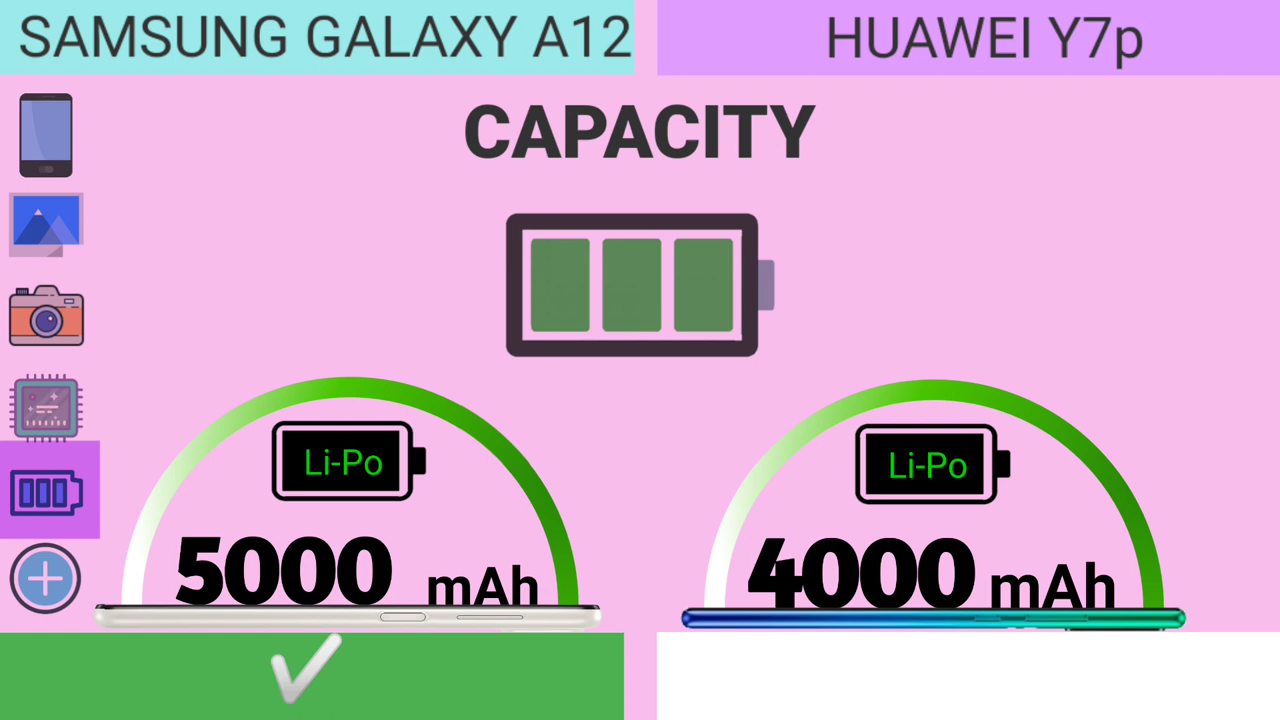 SAMSUNG GALAXY A12
HUAWEI Y7p
CAPACITY
Li-Po
5000 mAh
Li-Po
4000 mAh